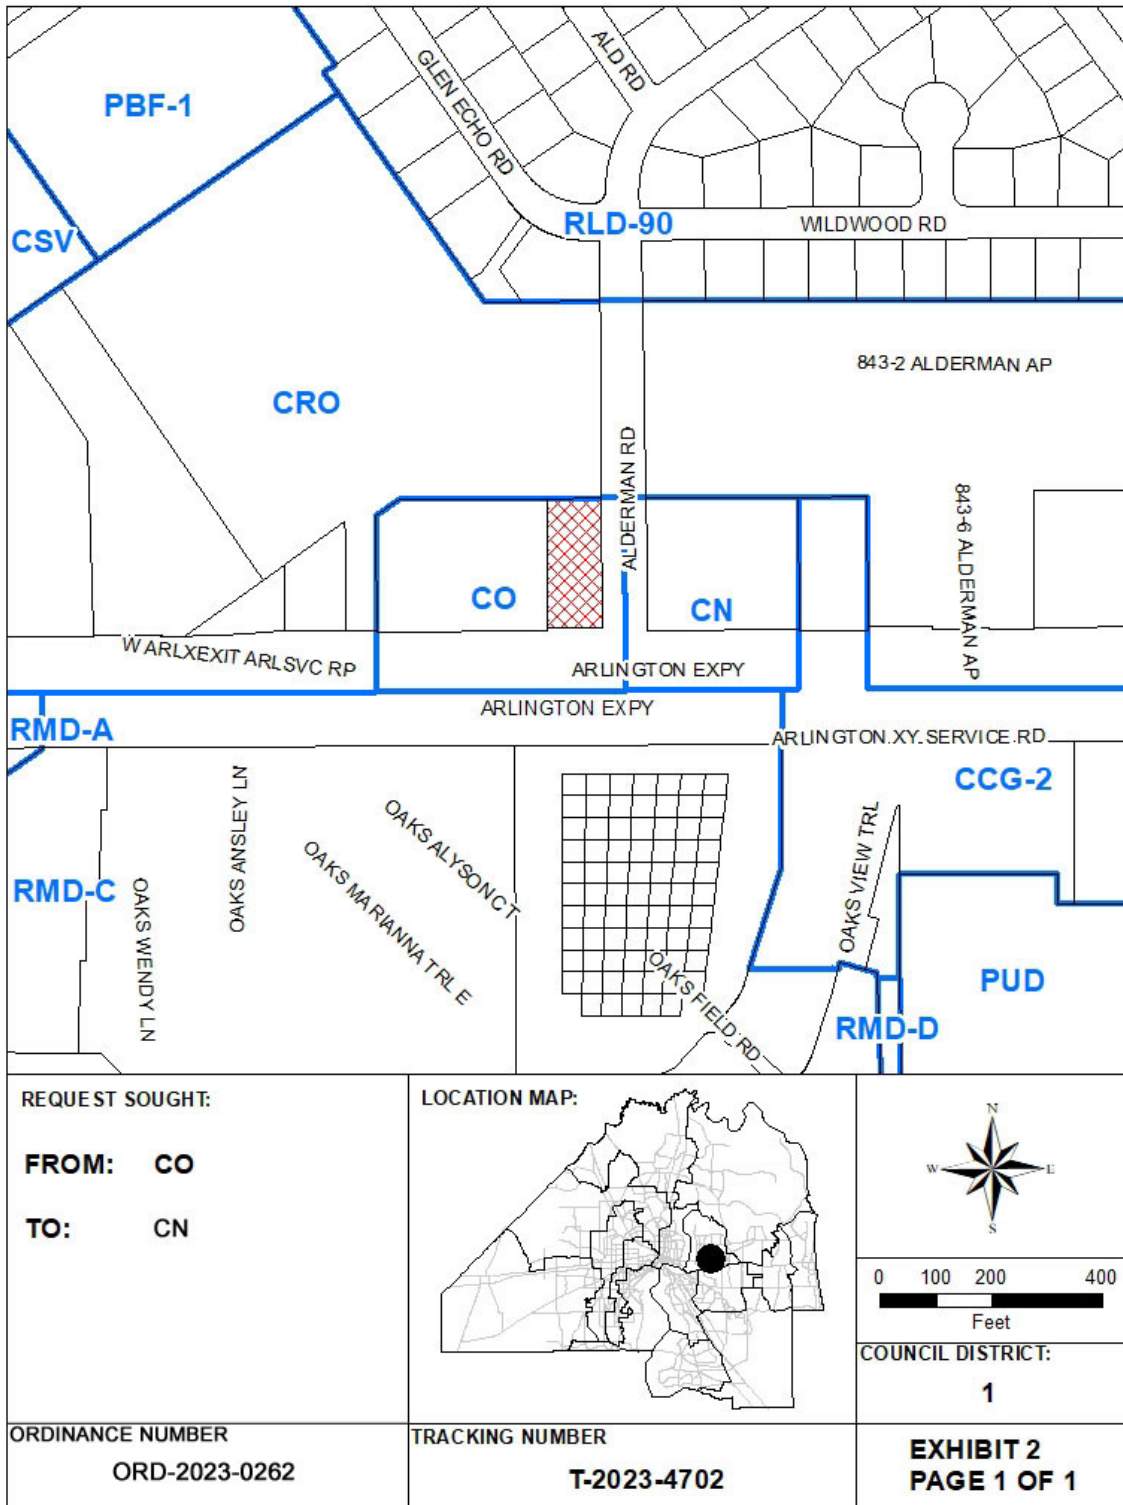 PBF-1
GLEN ECHO RD
ALD RD
CSV
RLD-90
WILDWOOD RD
843-2 ALDERMAN AP
CRO
ALDERMAN RD
843-6 ALDERMAN AP
CO
CN
W ARLXEXIT ARLSVC RP
ARLINGTON EXPY
ARLINGTON EXPY
RMD-A
ARLINGTON XY SERVICE RD
CCG-2
OAKS ANSLEY LN
OAKS ALYSON CT
OAKS MARIANNA TRL E
OAKS VIEW TRL
RMD-C
OAKS WENDY LN
OAKS FIELD RD
PUD
RMD-D
REQUEST SOUGHT:
FROM: CO
TO: CN
LOCATION MAP:
N
W E
S
0 100 200 400
Feet
COUNCIL DISTRICT:
1
ORDINANCE NUMBER
ORD-2023-0262
TRACKING NUMBER
T-2023-4702
EXHIBIT 2
PAGE 1 OF 1